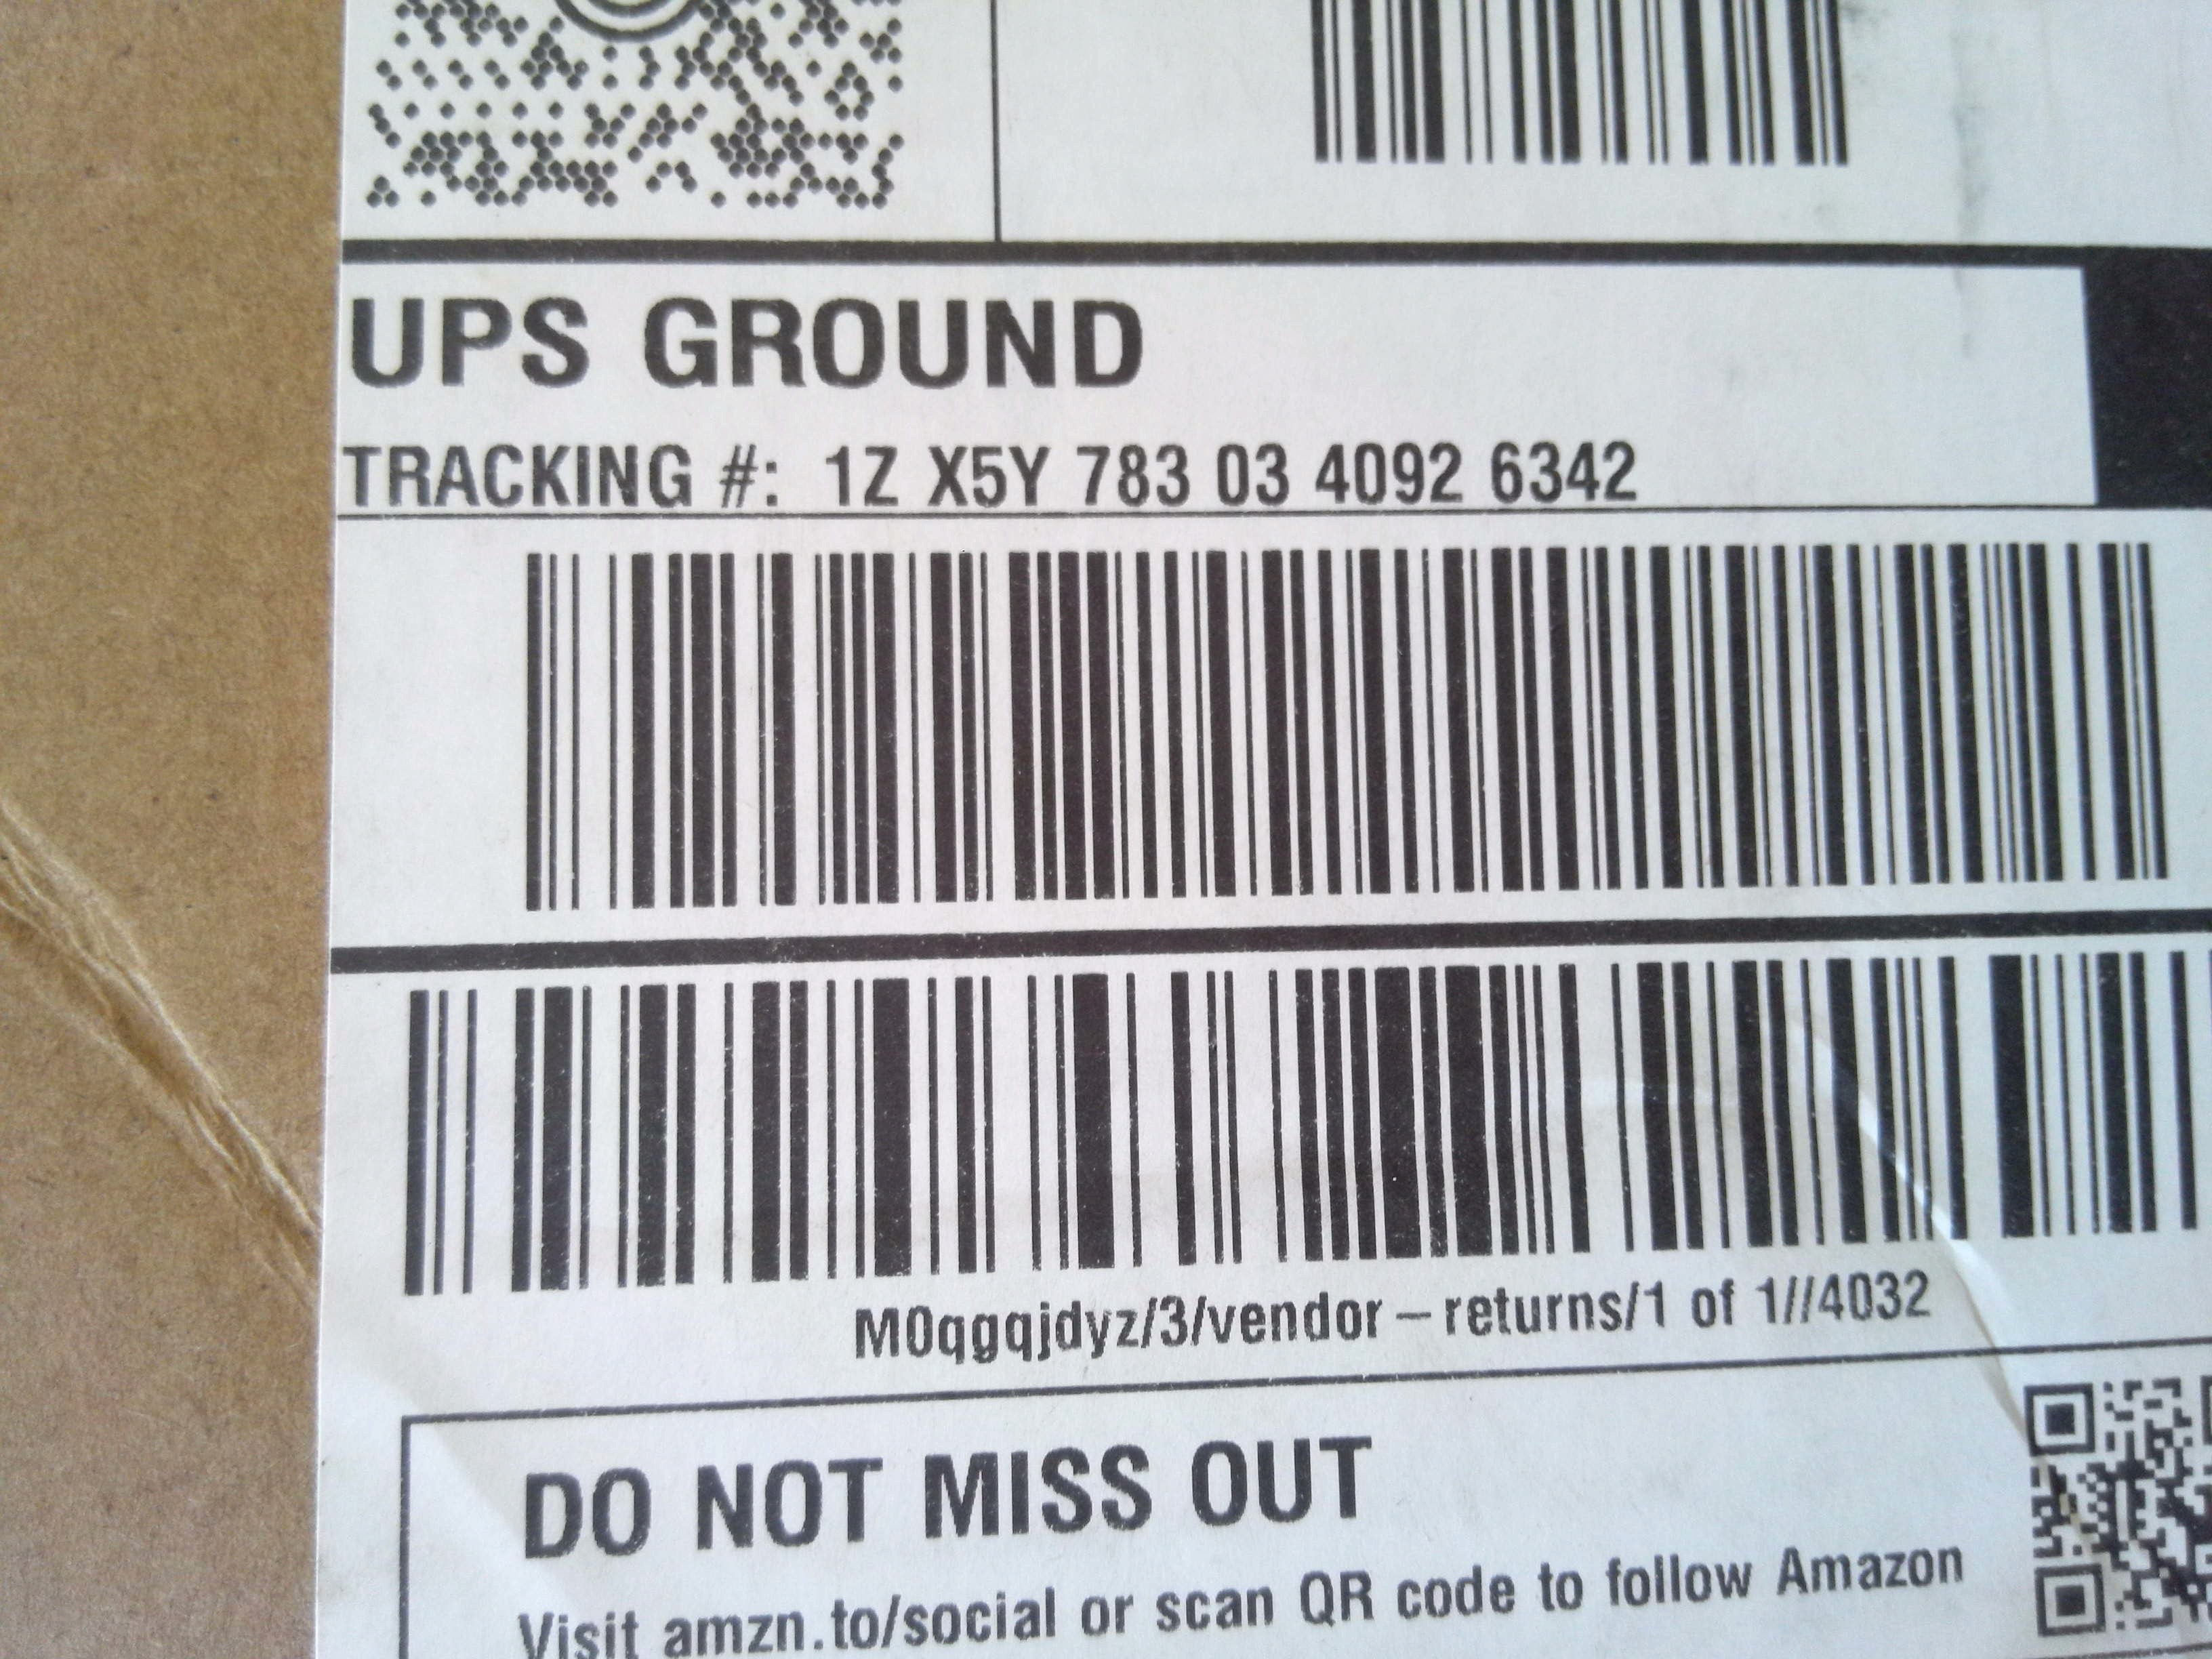 UPS GROUND
TRACKING #: 1Z X5Y 783 03 4092 6342
M0qgqjdyz/3/vendor-returns/1 of 1//4032
DO NOT MISS OUT
Visit amzn.to/social or scan QR code to follow Amazon